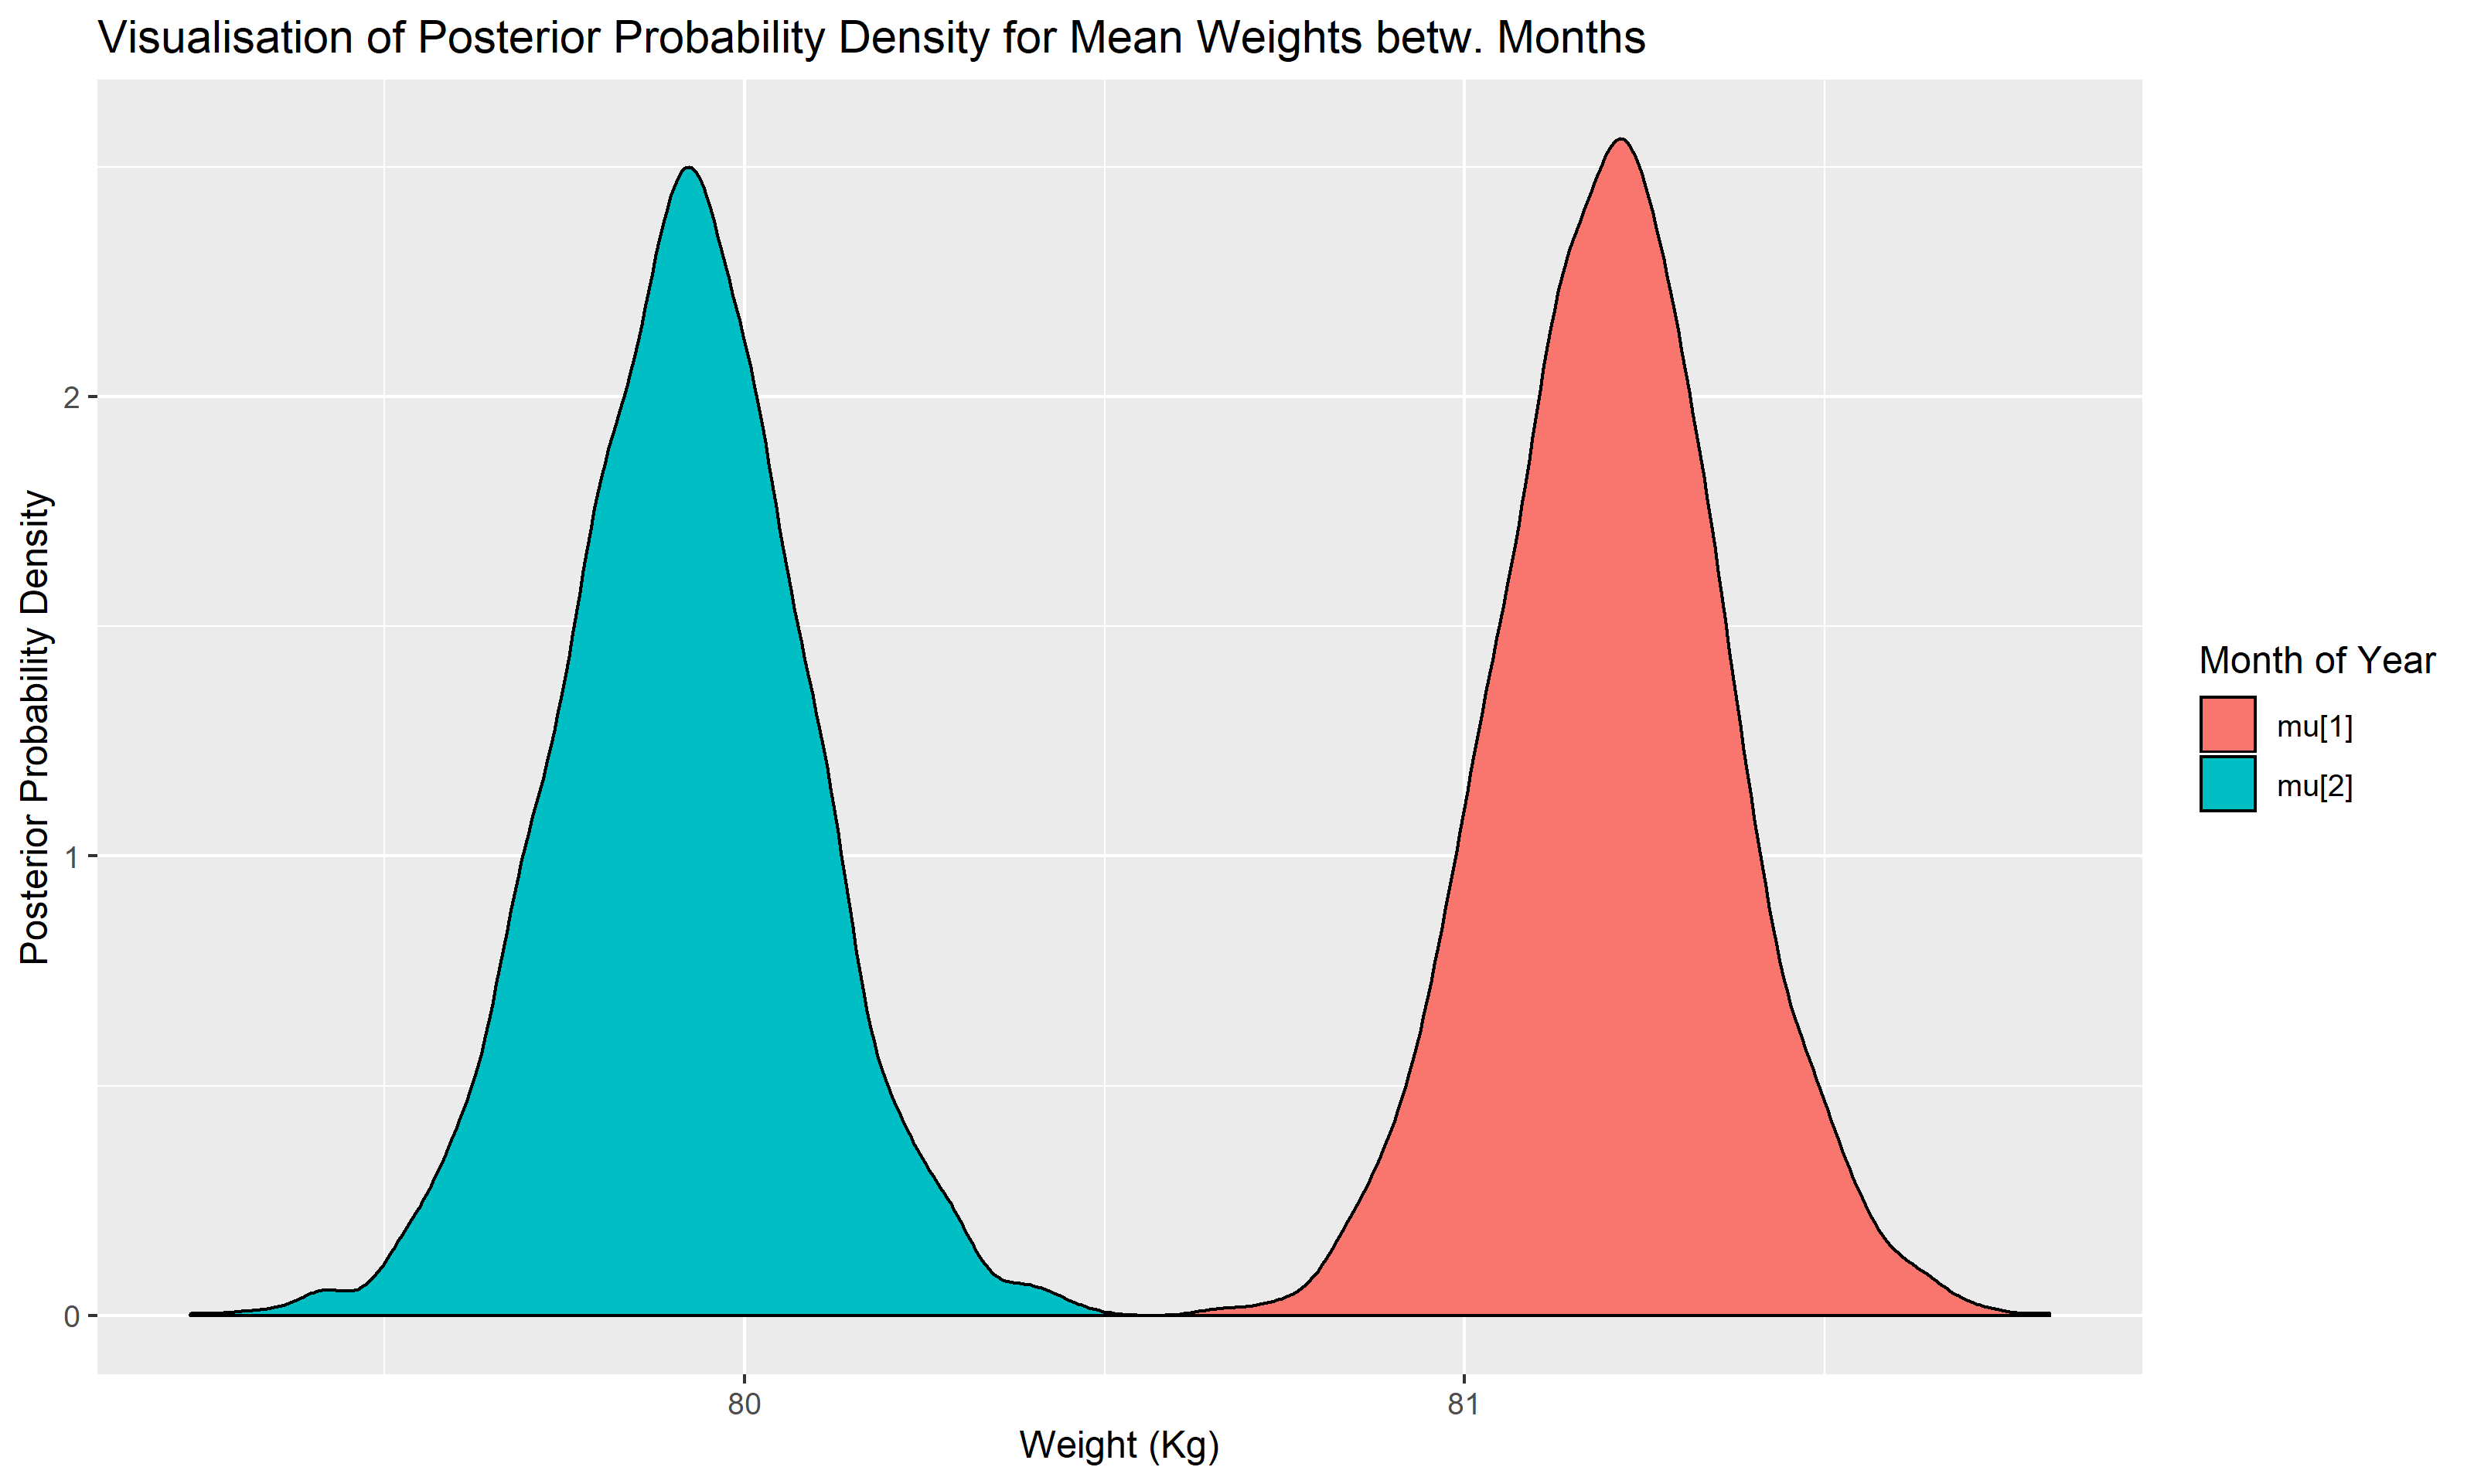 Visualisation of Posterior Probability Density for Mean Weights betw. Months
Posterior Probability Density
2
1
0
80
81
Weight (Kg)
Month of Year
mu[1]
mu[2]